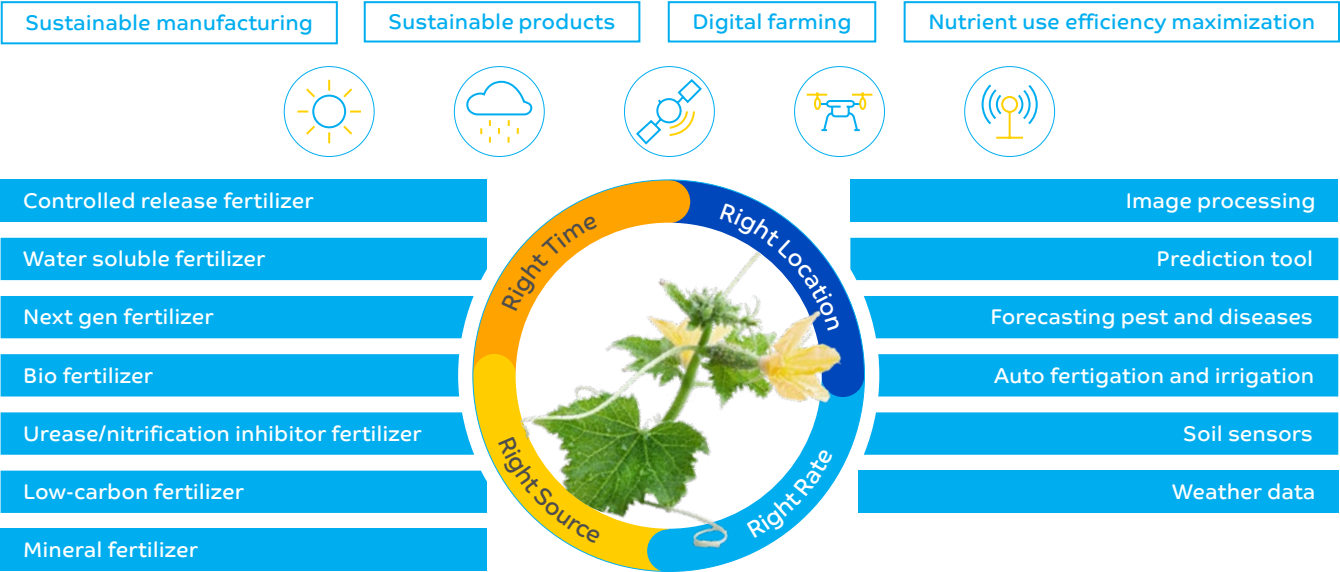 Sustainable manufacturing
Sustainable products
Digital farming
Nutrient use efficiency maximization
Controlled release fertilizer
Water soluble fertilizer
Next gen fertilizer
Bio fertilizer
Urease/nitrification inhibitor fertilizer
Low-carbon fertilizer
Mineral fertilizer
Right Time
Right Location
Right Source
Right Rate
Image processing
Prediction tool
Forecasting pest and diseases
Auto fertigation and irrigation
Soil sensors
Weather data